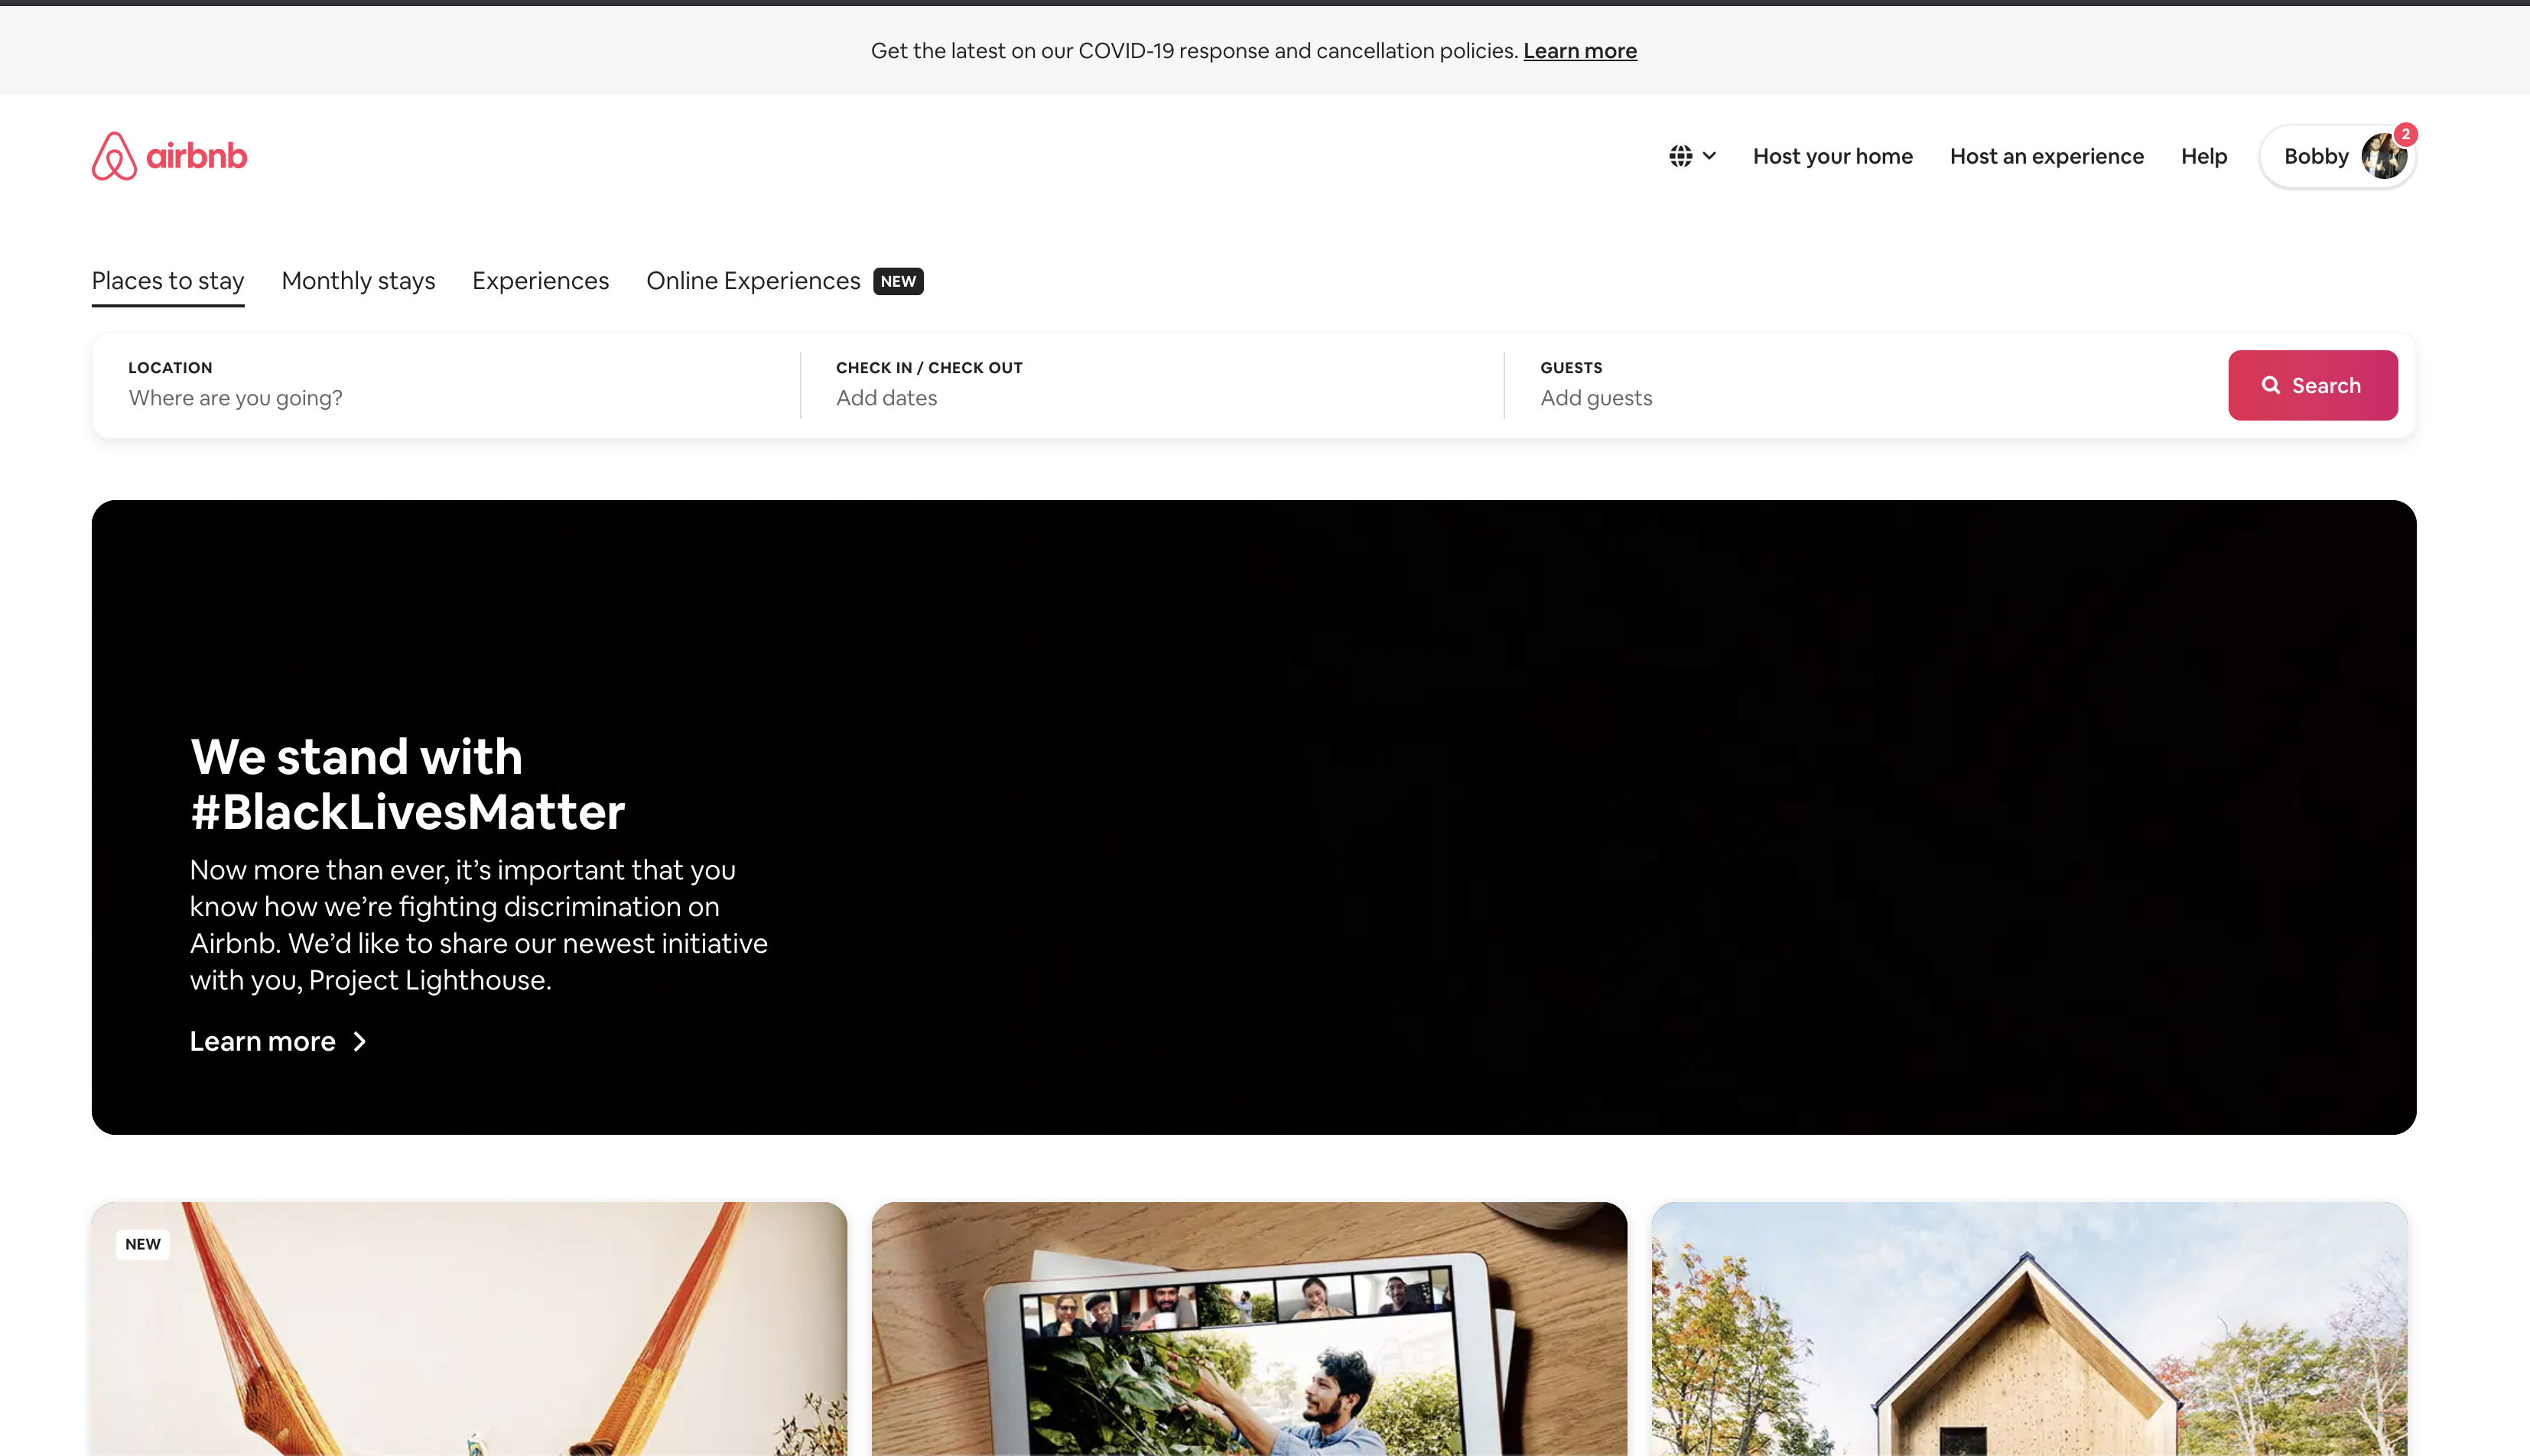 Get the latest on our COVID-19 response and cancellation policies. Learn more
airbnb
Host your home
Host an experience
Help
Bobby
2
Places to stay
Monthly stays
Experiences
Online Experiences NEW
LOCATION
Where are you going?
CHECK IN / CHECK OUT
Add dates
GUESTS
Add guests
Search
We stand with
#BlackLivesMatter
Now more than ever, it’s important that you
know how we’re fighting discrimination on
Airbnb. We’d like to share our newest initiative
with you, Project Lighthouse.
Learn more
NEW